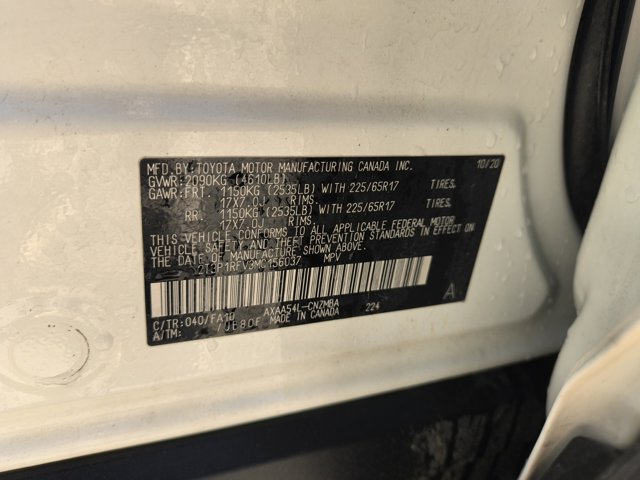 MFD.BY:TOYOTA MOTOR MANUFACTURING CANADA INC. 10/20
GVWR:2090KG (4610LB)
GAWR:FRT. 1150KG (2535LB) WITH 225/65R17 TIRES.
17X7.0J RIMS.
RR. 1150KG (2535LB) WITH 225/65R17 TIRES.
17X7.0J RIMS.
THIS VEHICLE CONFORMS TO ALL APPLICABLE FEDERAL MOTOR
VEHICLE SAFETY AND THEFT PREVENTION STANDARDS IN EFFECT ON THE
DATE OF MANUFACTURE SHOWN ABOVE.
2T3P1RFV9MC156037 MPV
A
C/TR:040/FA10 AXAA54L-CNZMBA 224
A/TM: MADE IN CANADA